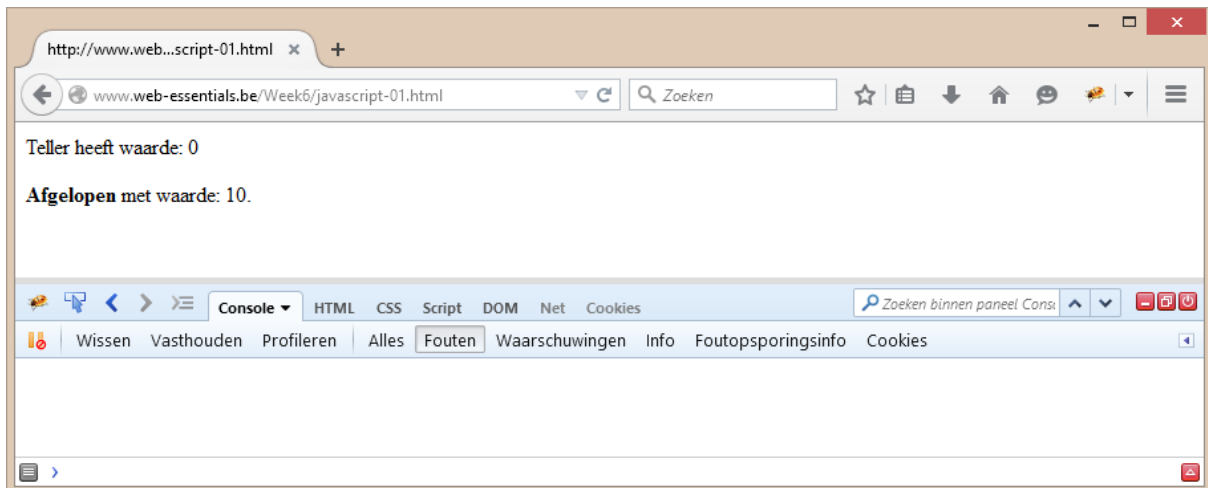 http://www.web...script-01.html
www.web-essentials.be/Week6/javascript-01.html
Zoeken
Teller heeft waarde: 0
Afgelopen met waarde: 10.
Console HTML CSS Script DOM Net Cookies
Zoeken binnen paneel Cons
Wissen Vasthouden Profileren Alles Fouten Waarschuwingen Info Foutopsporingsinfo Cookies